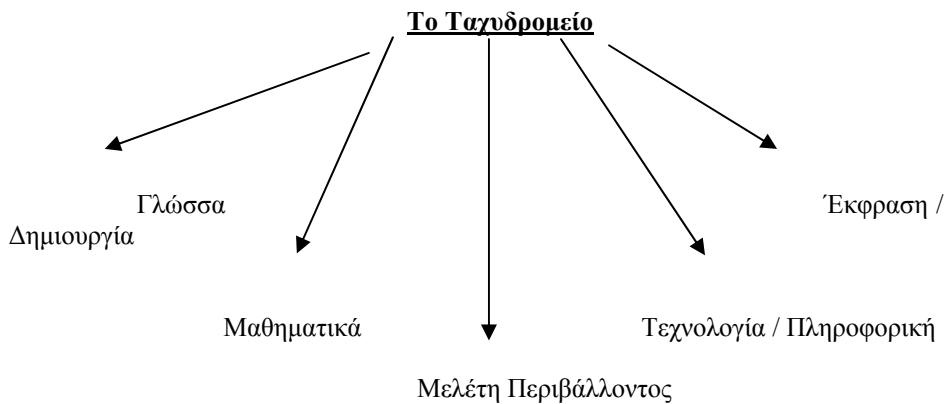 Το Ταχυδρομείο
Γλώσσα Έκφραση /
Δημιουργία
Μαθηματικά Τεχνολογία / Πληροφορική
Μελέτη Περιβάλλοντος